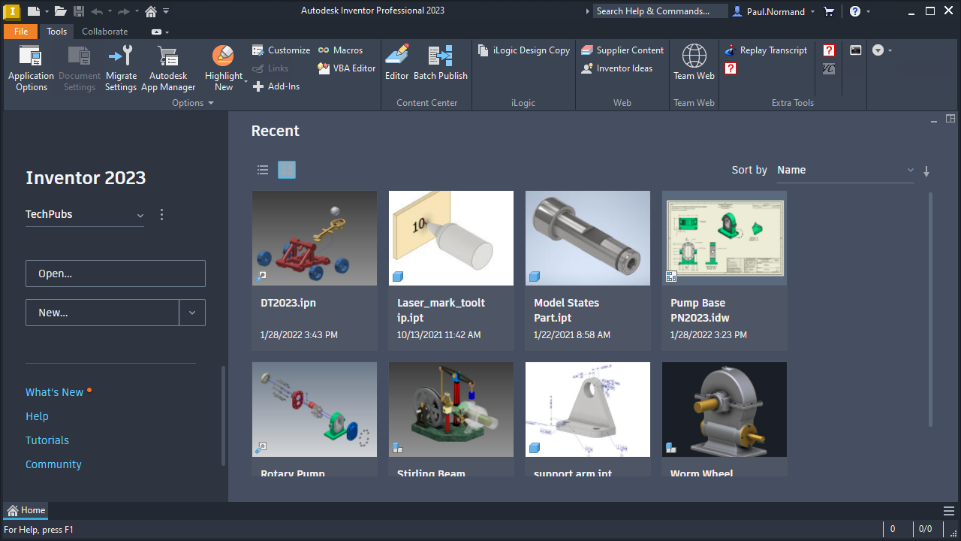 Autodesk Inventor Professional 2023
Search Help & Commands...
Paul.Normand
File
Tools
Collaborate
Application Options
Document Settings
Migrate Settings
Autodesk App Manager
Highlight New
Customize
Links
Add-Ins
Macros
VBA Editor
Options
Editor
Batch Publish
Content Center
iLogic Design Copy
iLogic
Supplier Content
Inventor Ideas
Web
Team Web
Team Web
Replay Transcript
Extra Tools
Inventor 2023
TechPubs
Open...
New...
What's New
Help
Tutorials
Community
Recent
Sort by
Name
10
DT2023.ipn
1/28/2022 3:43 PM
Laser_mark_toolt
ip.ipt
10/13/2021 11:42 AM
Model States
Part.ipt
1/22/2021 8:58 AM
Pump Base
PN2023.idw
1/28/2022 3:23 PM
Rotary Pump
Stirling Beam
support arm.ipt
Worm Wheel
Home
For Help, press F1
0
0/0